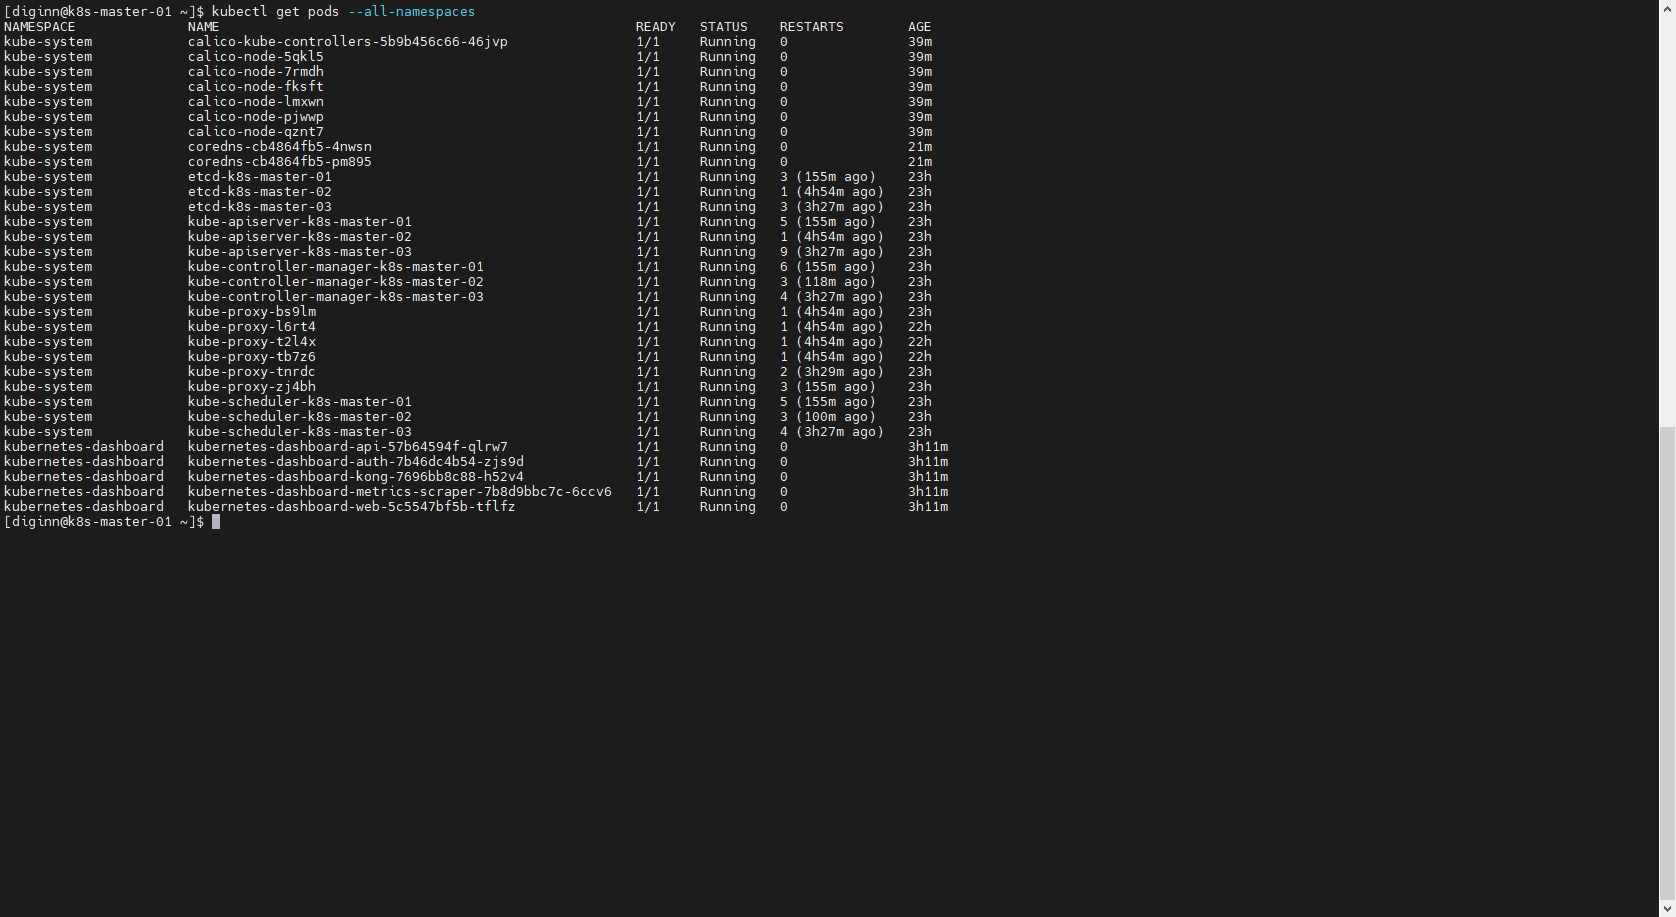 [diginn@k8s-master-01 ~]$ kubectl get pods --all-namespaces
NAMESPACE NAME READY STATUS RESTARTS AGE
kube-system calico-kube-controllers-5b9b456c66-46jvp 1/1 Running 0 39m
kube-system calico-node-5qkl5 1/1 Running 0 39m
kube-system calico-node-7rmdh 1/1 Running 0 39m
kube-system calico-node-fksft 1/1 Running 0 39m
kube-system calico-node-lmxwn 1/1 Running 0 39m
kube-system calico-node-pjwwp 1/1 Running 0 39m
kube-system calico-node-qznt7 1/1 Running 0 39m
kube-system coredns-cb4864fb5-4nwsn 1/1 Running 0 21m
kube-system coredns-cb4864fb5-pm895 1/1 Running 0 21m
kube-system etcd-k8s-master-01 1/1 Running 3 (155m ago) 23h
kube-system etcd-k8s-master-02 1/1 Running 1 (4h54m ago) 23h
kube-system etcd-k8s-master-03 1/1 Running 3 (3h27m ago) 23h
kube-system kube-apiserver-k8s-master-01 1/1 Running 5 (155m ago) 23h
kube-system kube-apiserver-k8s-master-02 1/1 Running 1 (4h54m ago) 23h
kube-system kube-apiserver-k8s-master-03 1/1 Running 9 (3h27m ago) 23h
kube-system kube-controller-manager-k8s-master-01 1/1 Running 6 (155m ago) 23h
kube-system kube-controller-manager-k8s-master-02 1/1 Running 3 (118m ago) 23h
kube-system kube-controller-manager-k8s-master-03 1/1 Running 4 (3h27m ago) 23h
kube-system kube-proxy-bs9lm 1/1 Running 1 (4h54m ago) 23h
kube-system kube-proxy-l6rt4 1/1 Running 1 (4h54m ago) 22h
kube-system kube-proxy-t2l4x 1/1 Running 1 (4h54m ago) 22h
kube-system kube-proxy-tb7z6 1/1 Running 1 (4h54m ago) 22h
kube-system kube-proxy-tnrdc 1/1 Running 2 (3h29m ago) 23h
kube-system kube-proxy-zj4bh 1/1 Running 3 (155m ago) 23h
kube-system kube-scheduler-k8s-master-01 1/1 Running 5 (155m ago) 23h
kube-system kube-scheduler-k8s-master-02 1/1 Running 3 (100m ago) 23h
kube-system kube-scheduler-k8s-master-03 1/1 Running 4 (3h27m ago) 23h
kubernetes-dashboard kubernetes-dashboard-api-57b64594f-qlrw7 1/1 Running 0 3h11m
kubernetes-dashboard kubernetes-dashboard-auth-7b46dc4b54-zjs9d 1/1 Running 0 3h11m
kubernetes-dashboard kubernetes-dashboard-kong-7696bb8c88-h52v4 1/1 Running 0 3h11m
kubernetes-dashboard kubernetes-dashboard-metrics-scraper-7b8d9bbc7c-6ccv6 1/1 Running 0 3h11m
kubernetes-dashboard kubernetes-dashboard-web-5c5547bf5b-tflfz 1/1 Running 0 3h11m
[diginn@k8s-master-01 ~]$